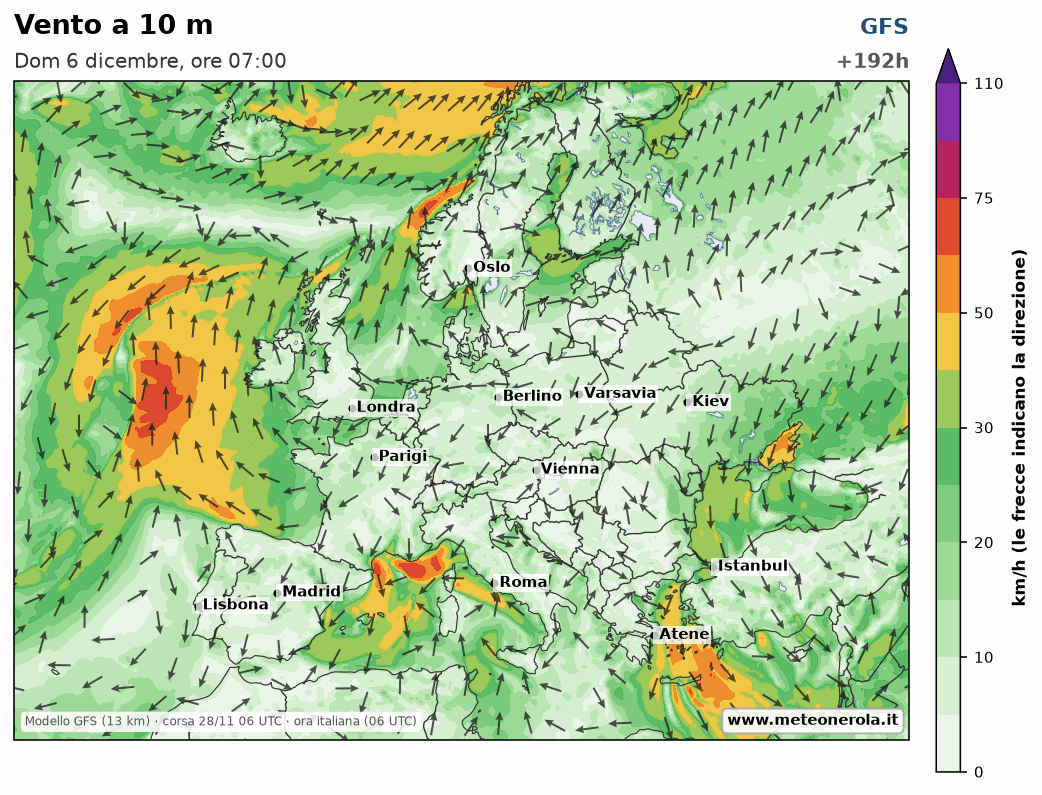 Vento a 10 m
GFS
Dom 6 dicembre, ore 07:00
+192h
110
75
50
30
20
10
0
km/h (le frecce indicano la direzione)
Oslo
Berlino
Varsavia
Kiev
Londra
Parigi
Vienna
Istanbul
Roma
Madrid
Lisbona
Atene
Modello GFS (13 km) · corsa 28/11 06 UTC · ora italiana (06 UTC)
www.meteonerola.it